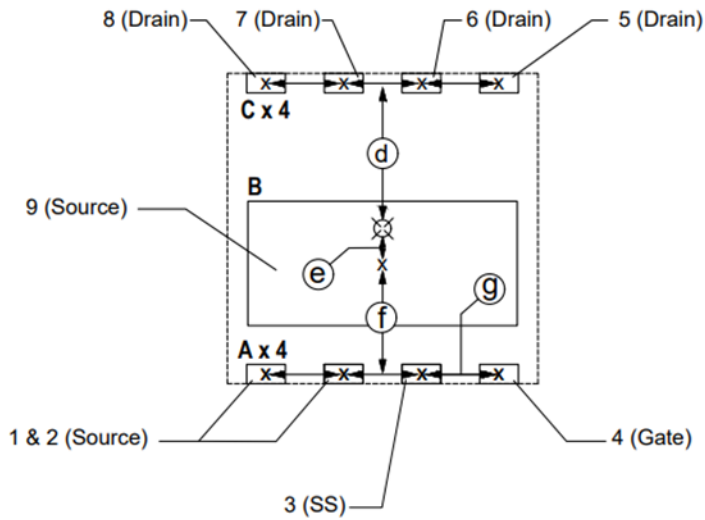 8 (Drain) 7 (Drain) 6 (Drain) 5 (Drain)
x x x x
C x 4
d
B
9 (Source)
e
x
g
f
A x 4
x x x x
1 & 2 (Source)
4 (Gate)
3 (SS)